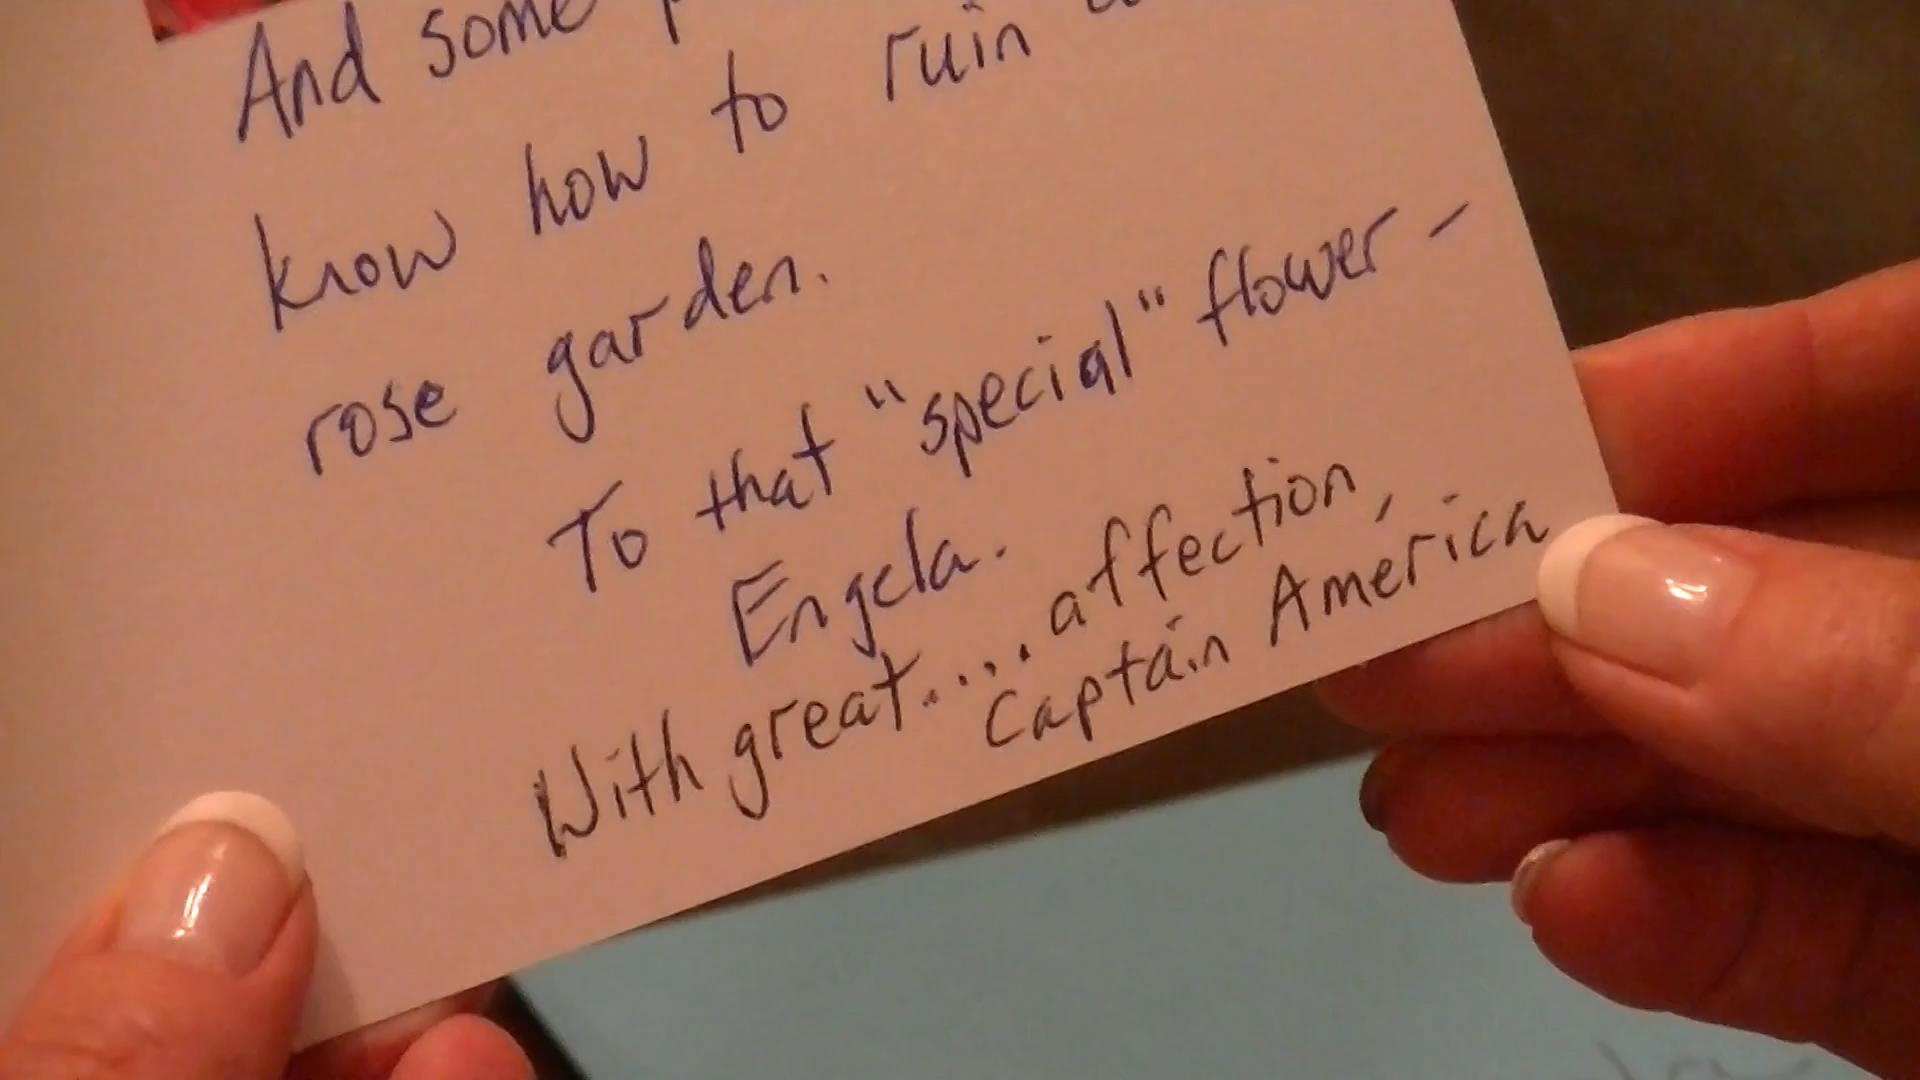 And some
know how to ruin
rose garden.
To that "special" flower -
Engela.
With great.... affection,
Captain America